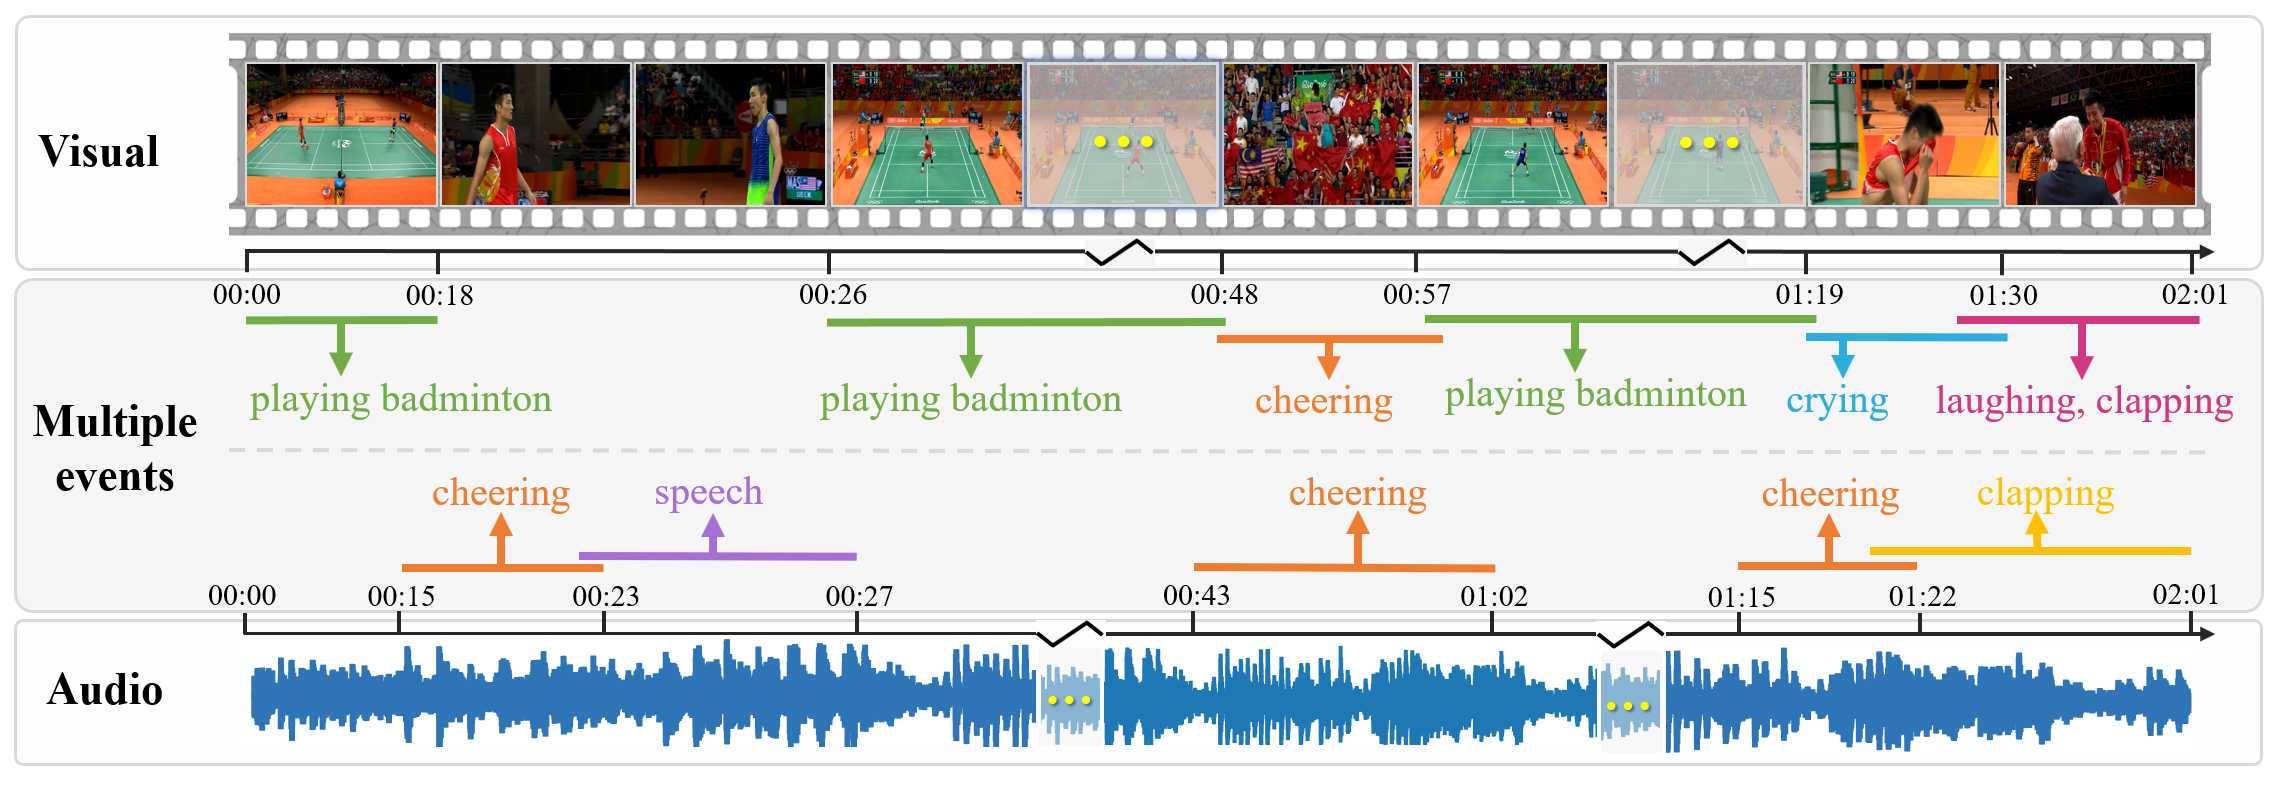 Visual
00:00 00:18 00:26 00:48 00:57 01:19 01:30 02:01
Multiple
events
playing badminton playing badminton cheering playing badminton crying laughing, clapping
cheering speech cheering cheering clapping
00:00 00:15 00:23 00:27 00:43 01:02 01:15 01:22 02:01
Audio